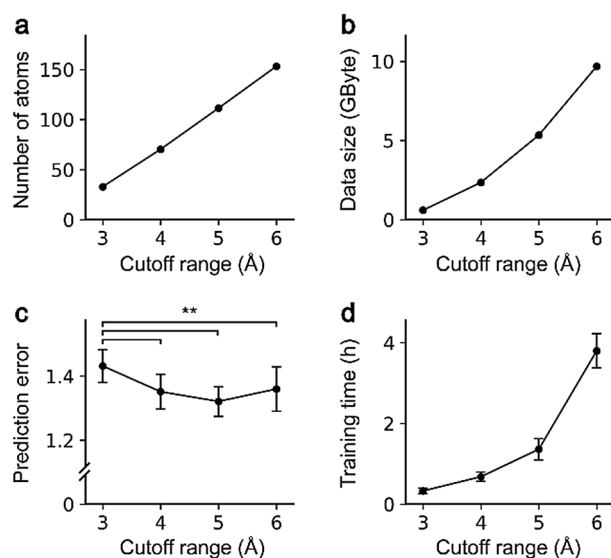 a
Number of atoms
150
100
50
0
3 4 5 6
Cutoff range (Å)
b
Data size (GByte)
10
5
0
3 4 5 6
Cutoff range (Å)
c
Prediction error
**
1.4
1.2
0
3 4 5 6
Cutoff range (Å)
d
Training time (h)
4
2
0
3 4 5 6
Cutoff range (Å)